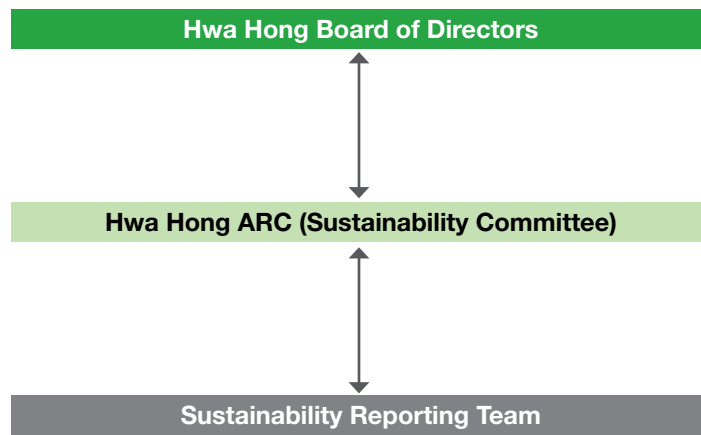 Hwa Hong Board of Directors
Hwa Hong ARC (Sustainability Committee)
Sustainability Reporting Team